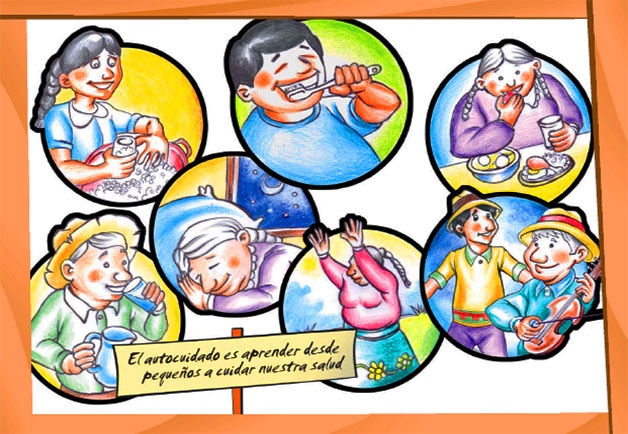 El autocuidado es aprender desde
pequeños a cuidar nuestra salud